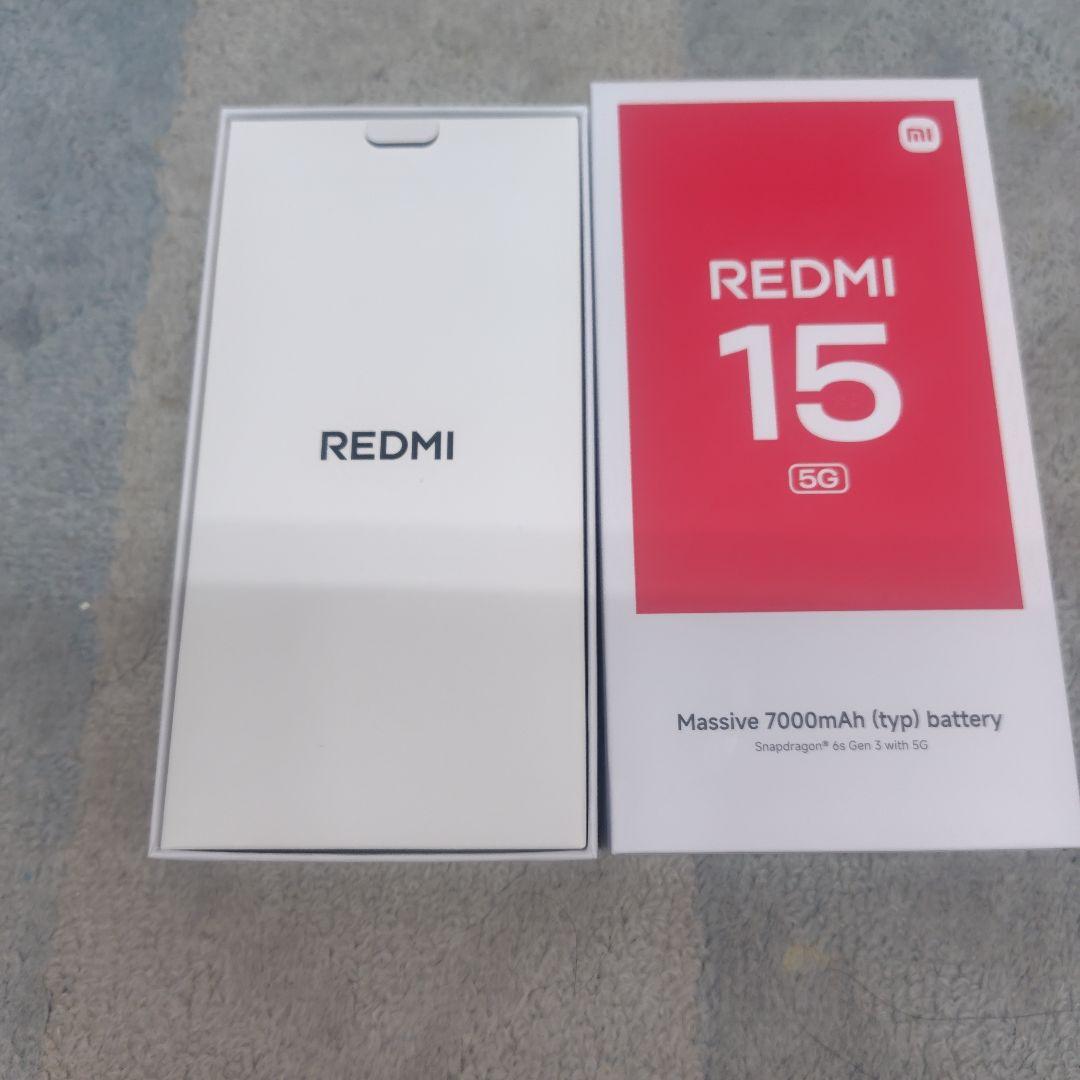 REDMI
mi
REDMI
15
5G
Massive 7000mAh (typ) battery
Snapdragon® 6s Gen 3 with 5G